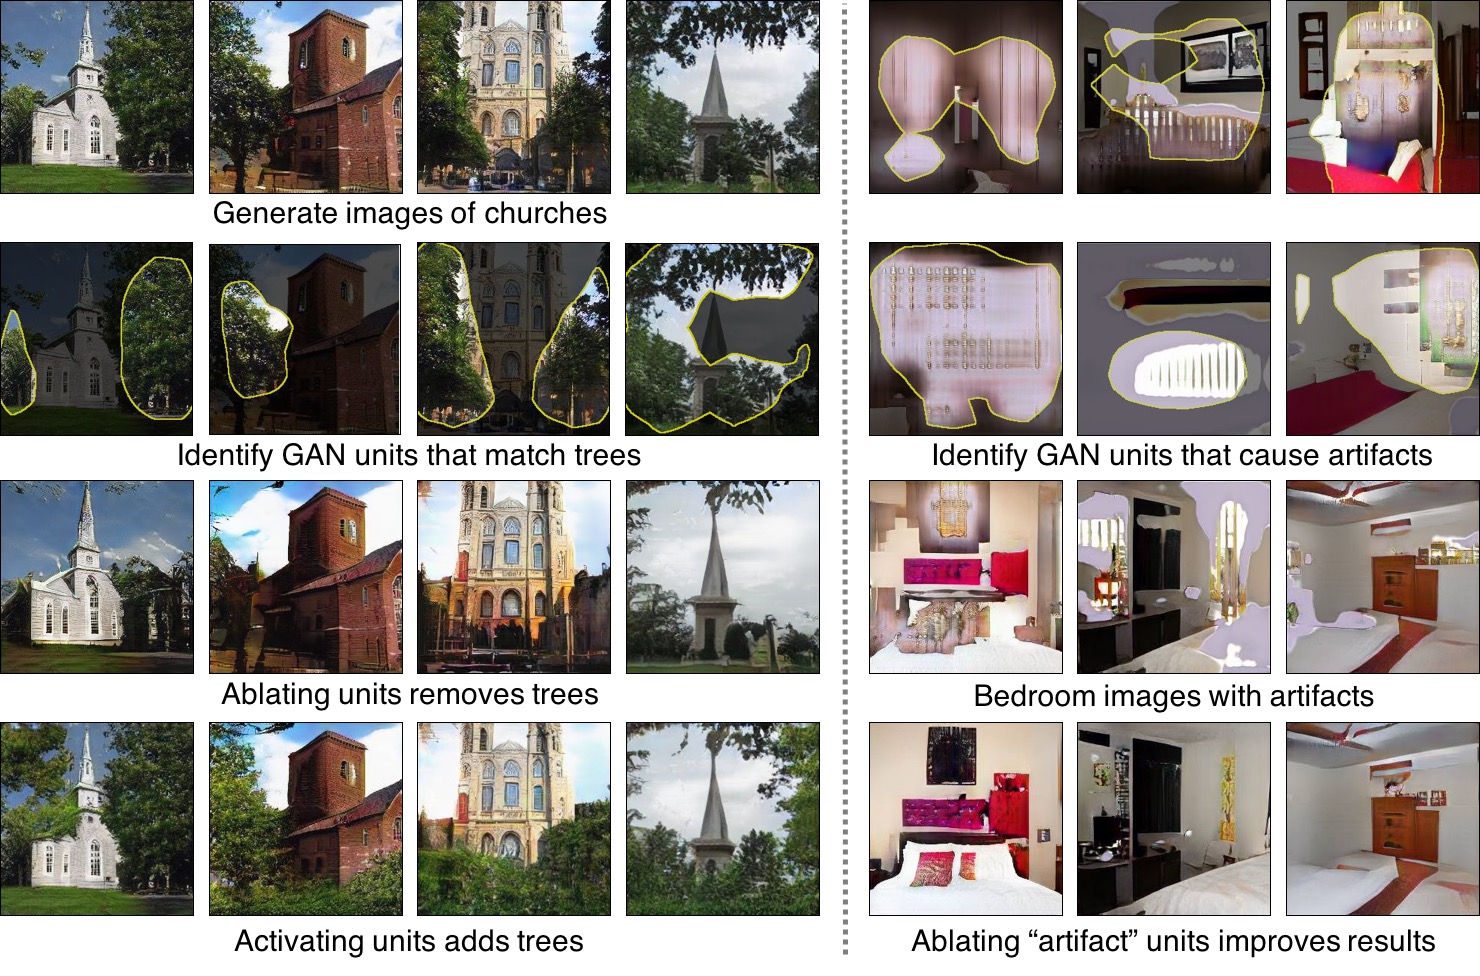 Generate images of churches
Identify GAN units that match trees
Ablating units removes trees
Activating units adds trees
Identify GAN units that cause artifacts
Bedroom images with artifacts
Ablating “artifact” units improves results